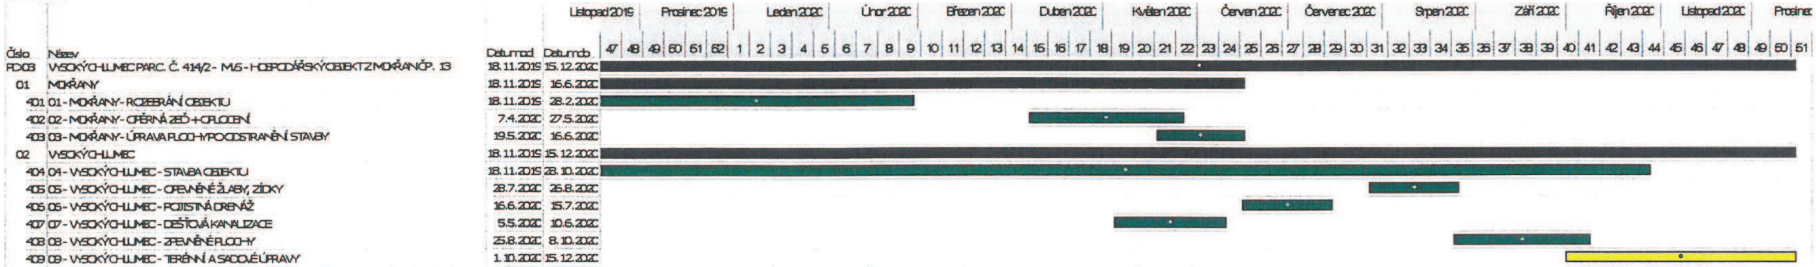 Listopad 2019 Prosinec 2019 Leden 2020 Únor 2020 Březen 2020 Duben 2020 Květen 2020 Červen 2020 Červenec 2020 Srpen 2020 Září 2020 Říjen 2020 Listopad 2020 Prosinec
Číslo Název Datum od Datum do 47 48 49 50 51 52 1 2 3 4 5 6 7 8 9 10 11 12 13 14 15 16 17 18 19 20 21 22 23 24 25 26 27 28 29 30 31 32 33 34 35 36 37 38 39 40 41 42 43 44 45 46 47 48 49 50 51
PD03 VYSOKÝ CHLUMEC PARC. Č. 414/2 - M/5 - HOSPODÁŘSKÝ OBJEKT Z MOKŘAN ČP. 13 18.11.2019 15.12.2020
01 MOKŘANY 18.11.2019 16.6.2020
401 01 - MOKŘANY - ROZEBRÁNÍ OBJEKTU 18.11.2019 28.2.2020
402 02 - MOKŘANY - OPĚRNÁ ZEĎ + OPLOCENÍ 7.4.2020 27.5.2020
403 03 - MOKŘANY - ÚPRAVA PLOCHY PO ODSTRANĚNÍ STAVBY 19.5.2020 16.6.2020
02 VYSOKÝ CHLUMEC 18.11.2019 15.12.2020
404 04 - VYSOKÝ CHLUMEC - STAVBA OBJEKTU 18.11.2019 28.10.2020
405 05 - VYSOKÝ CHLUMEC - OPEVNĚNÉ ŽLABY, ZÍDKY 28.7.2020 26.8.2020
406 06 - VYSOKÝ CHLUMEC - POJISTNÁ DRENÁŽ 16.6.2020 15.7.2020
407 07 - VYSOKÝ CHLUMEC - DEŠŤOVÁ KANALIZACE 5.5.2020 10.6.2020
408 08 - VYSOKÝ CHLUMEC - ZPEVNĚNÉ PLOCHY 25.8.2020 8.10.2020
409 09 - VYSOKÝ CHLUMEC - TERÉNNÍ A SADOVÉ ÚPRAVY 1.10.2020 15.12.2020